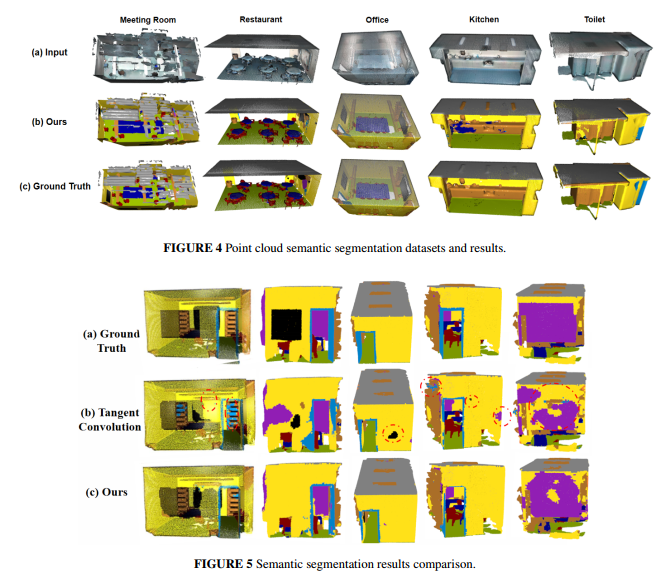 Meeting Room Restaurant Office Kitchen Toilet
(a) Input
(b) Ours
(c) Ground Truth
FIGURE 4 Point cloud semantic segmentation datasets and results.
(a) Ground
Truth
(b) Tangent
Convolution
(c) Ours
FIGURE 5 Semantic segmentation results comparison.